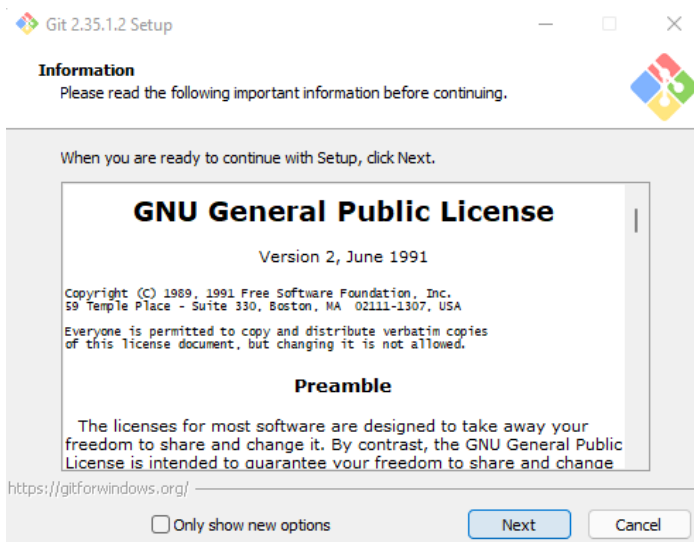 Git 2.35.1.2 Setup
Information
Please read the following important information before continuing.
When you are ready to continue with Setup, click Next.
GNU General Public License
Version 2, June 1991
Copyright (C) 1989, 1991 Free Software Foundation, Inc.
59 Temple Place - Suite 330, Boston, MA  02111-1307, USA
Everyone is permitted to copy and distribute verbatim copies
of this license document, but changing it is not allowed.
Preamble
The licenses for most software are designed to take away your
freedom to share and change it. By contrast, the GNU General Public
License is intended to guarantee your freedom to share and change
https://gitforwindows.org/
Only show new options
Next
Cancel